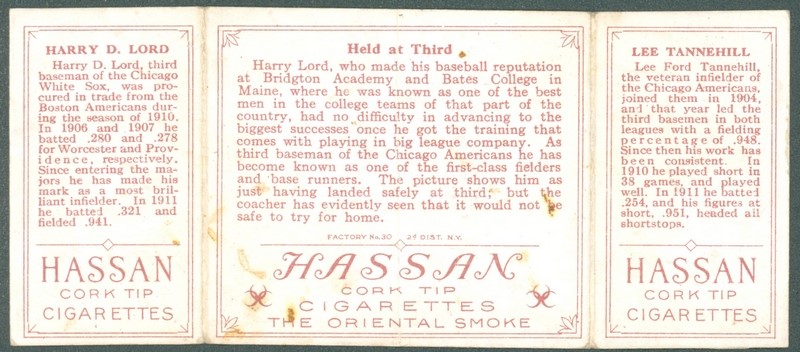 HARRY D. LORD
Harry D. Lord, third
baseman of the Chicago
White Sox, was pro-
cured in trade from the
Boston Americans dur-
ing the season of 1910.
In 1906 and 1907 he
batted .280 and .278
for Worcester and Prov-
idence, respectively.
Since entering the ma-
jors he has made his
mark as a most bril-
liant infielder. In 1911
he batted .321 and
fielded .941.
HASSAN
CORK TIP
CIGARETTES
Held at Third
Harry Lord, who made his baseball reputation
at Bridgton Academy and Bates College in
Maine, where he was known as one of the best
men in the college teams of that part of the
country, had no difficulty in advancing to the
biggest successes once he got the training that
comes with playing in big league company. As
third baseman of the Chicago Americans he has
become known as one of the first-class fielders
and base runners. The picture shows him as
just having landed safely at third; but the
coacher has evidently seen that it would not be
safe to try for home.
FACTORY No. 30 2d DIST. N.Y.
HASSAN
CORK TIP
CIGARETTES
THE ORIENTAL SMOKE
LEE TANNEHILL
Lee Ford Tannehill,
the veteran infielder of
the Chicago Americans,
joined them in 1904,
and that year led the
third basemen in both
leagues with a fielding
percentage of .948.
Since then his work has
been consistent. In
1910 he played short in
38 games, and played
well. In 1911 he batted
.254, and his figures at
short, .951, headed all
shortstops.
HASSAN
CORK TIP
CIGARETTES